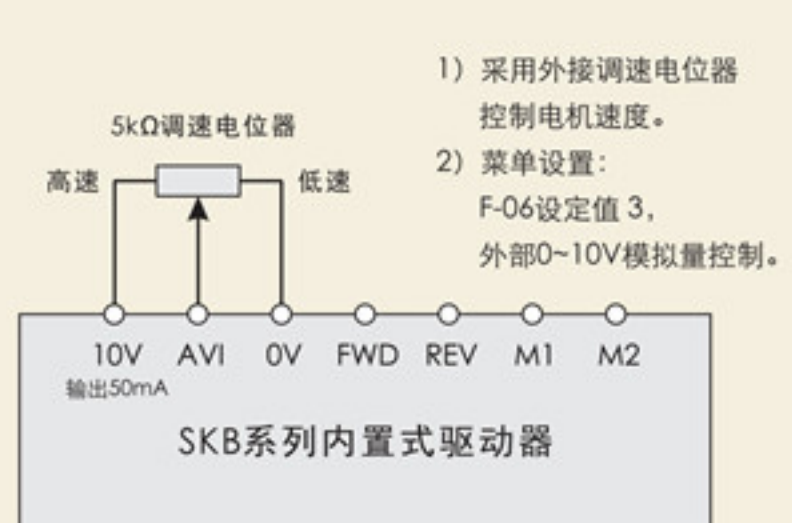 1）采用外接调速电位器
控制电机速度。
5kΩ调速电位器
2）菜单设置：
高速
低速
F-06设定值 3，
外部0~10V模拟量控制。
10V AVI 0V FWD REV M1 M2
输出50mA
SKB系列内置式驱动器